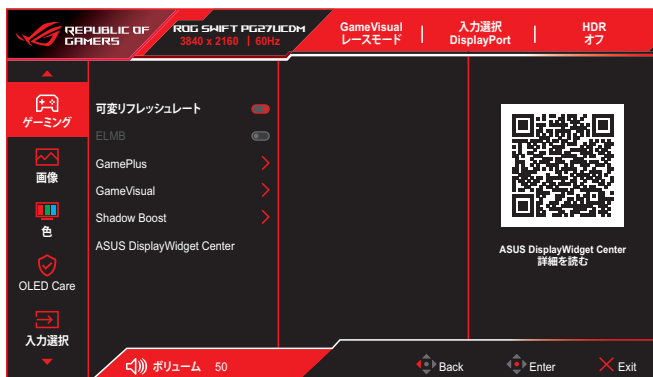 REPUBLIC OF
GAMERS
ROG SWIFT PG27UCDM
3840 x 2160 | 60Hz
GameVisual
レースモード
入力選択
DisplayPort
HDR
オフ
ゲーミング
画像
色
OLED Care
入力選択
可変リフレッシュレート
ELMB
GamePlus
GameVisual
Shadow Boost
ASUS DisplayWidget Center
ASUS DisplayWidget Center
詳細を読む
ボリューム 50
Back
Enter
Exit